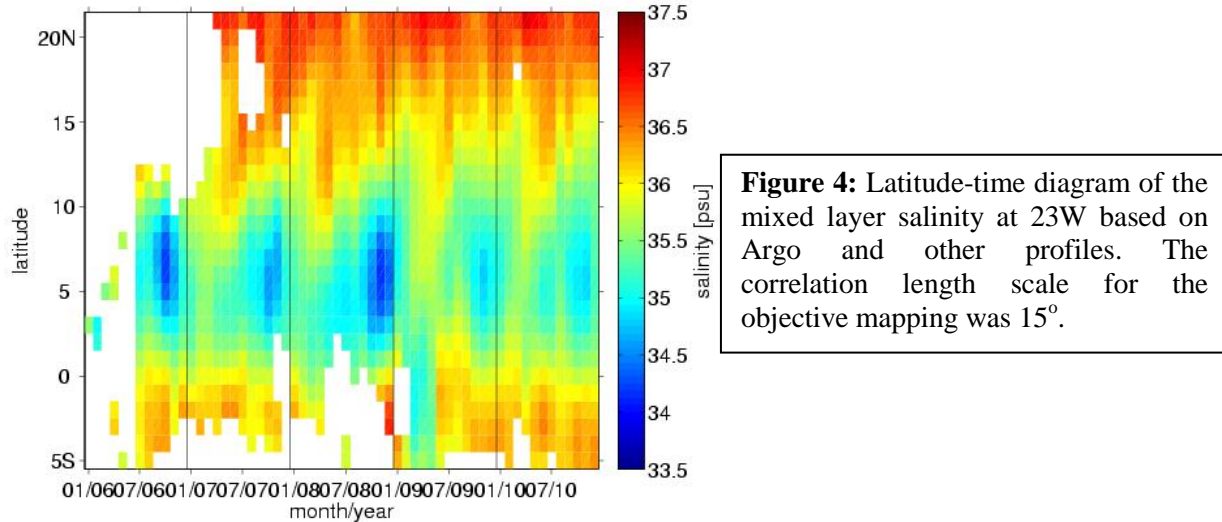 20N
15
10
5
0
5S
latitude
01/06 07/06 01/07 07/07 01/08 07/08 01/09 07/09 01/10 07/10
month/year
37.5
37
36.5
36
35.5
35
34.5
34
33.5
salinity [psu]
Figure 4: Latitude-time diagram of the
mixed layer salinity at 23W based on
Argo and other profiles. The
correlation length scale for the
objective mapping was 15°.